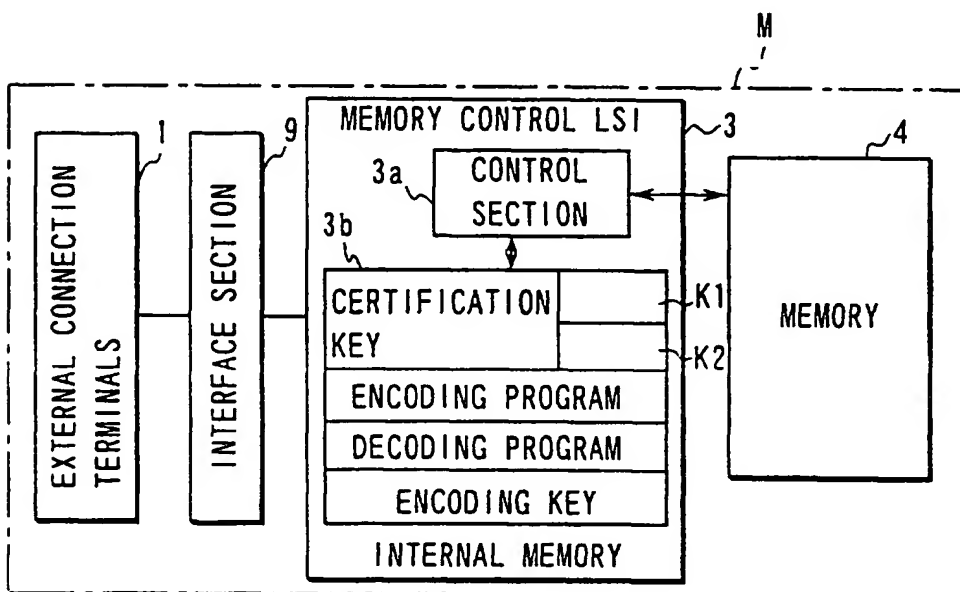 M
EXTERNAL CONNECTION
TERMINALS
1
INTERFACE SECTION
9
MEMORY CONTROL LSI
3
3a
CONTROL
SECTION
3b
CERTIFICATION
KEY
K1
K2
ENCODING PROGRAM
DECODING PROGRAM
ENCODING KEY
INTERNAL MEMORY
4
MEMORY